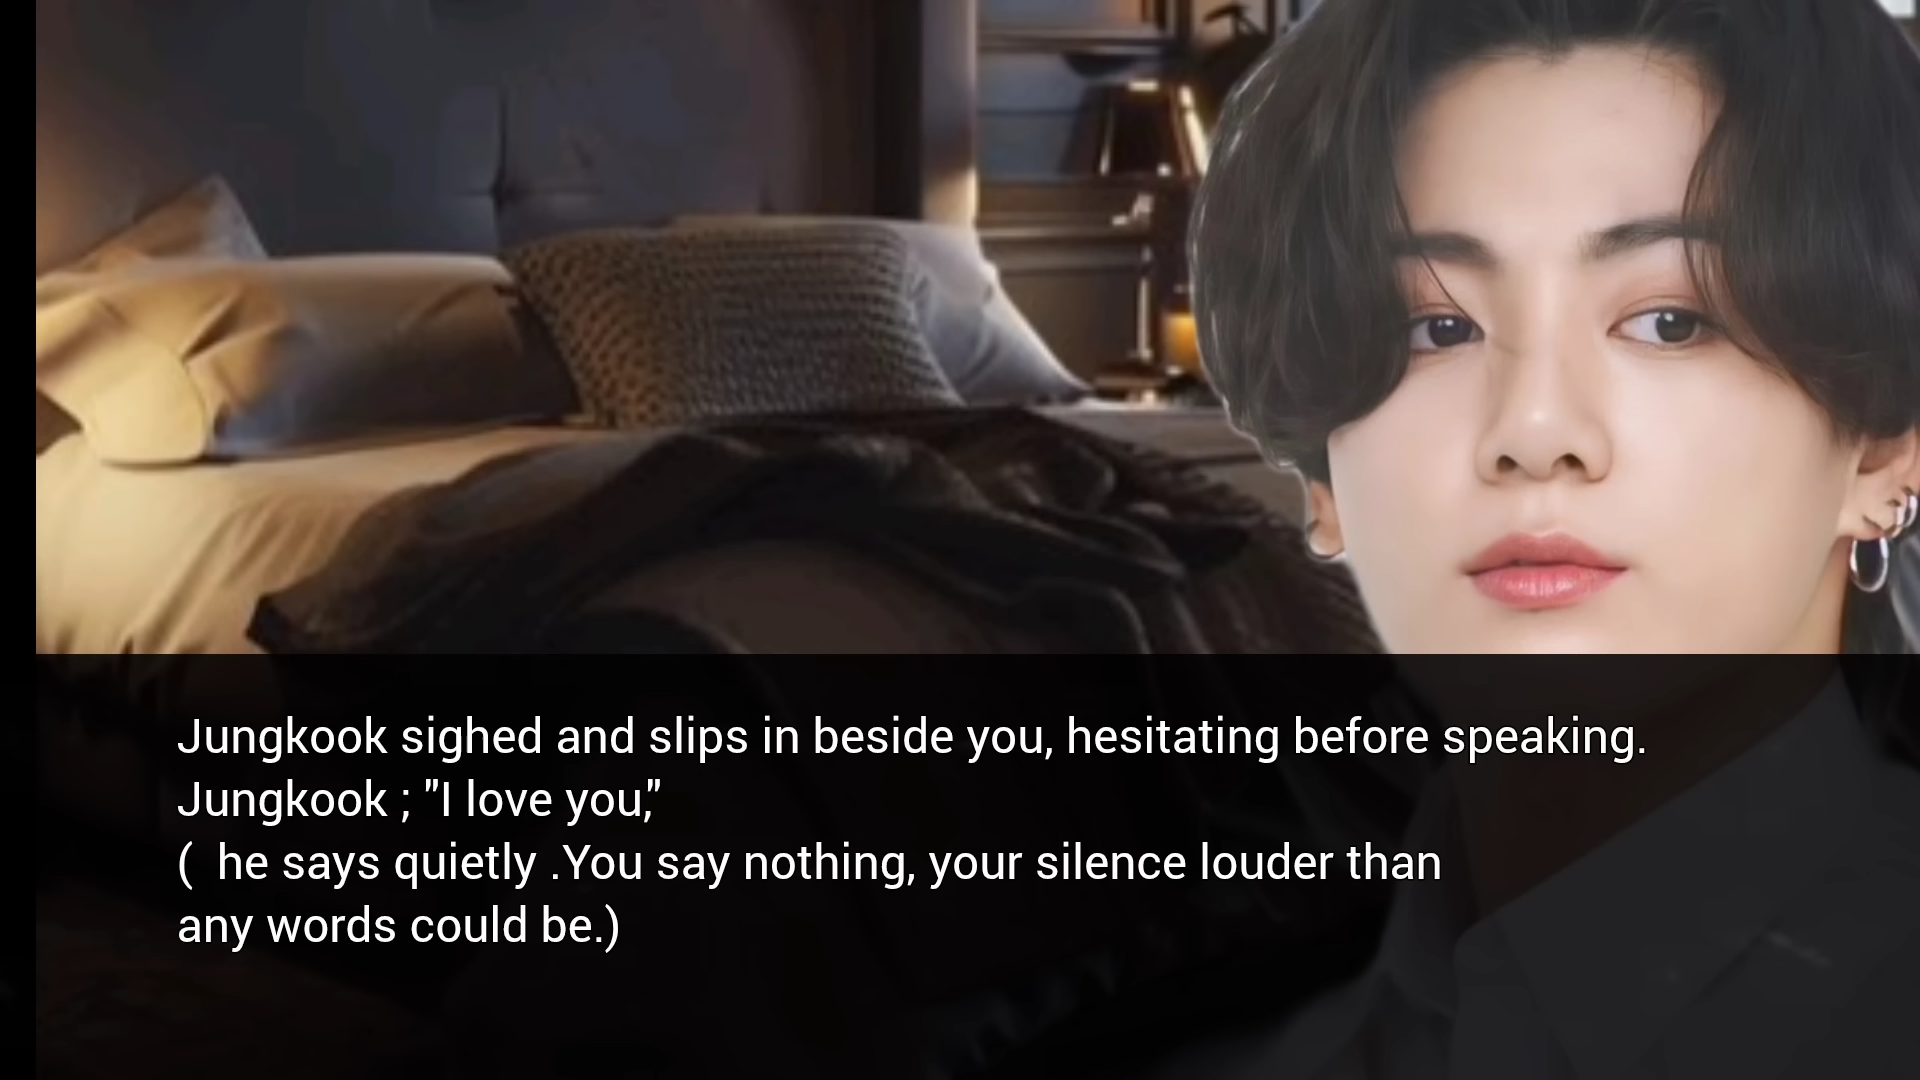 Jungkook sighed and slips in beside you, hesitating before speaking.
Jungkook ; "I love you,"
(  he says quietly .You say nothing, your silence louder than
any words could be.)